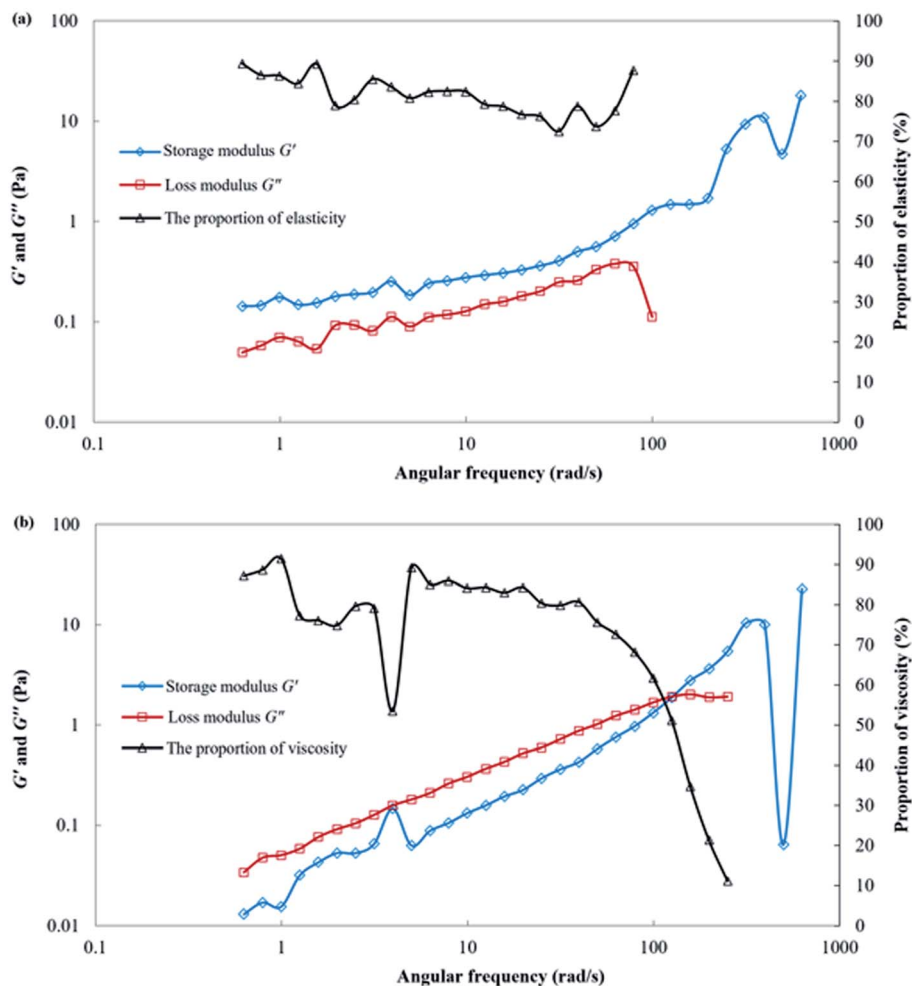 (a)
100
10
1
0.1
0.01
G′ and G″ (Pa)
Storage modulus G′
Loss modulus G″
The proportion of elasticity
100
90
80
70
60
50
40
30
20
10
0
Proportion of elasticity (%)
0.1 1 10 100 1000
Angular frequency (rad/s)
(b)
100
10
1
0.1
0.01
G′ and G″ (Pa)
Storage modulus G′
Loss modulus G″
The proportion of viscosity
100
90
80
70
60
50
40
30
20
10
0
Proportion of viscosity (%)
0.1 1 10 100 1000
Angular frequency (rad/s)